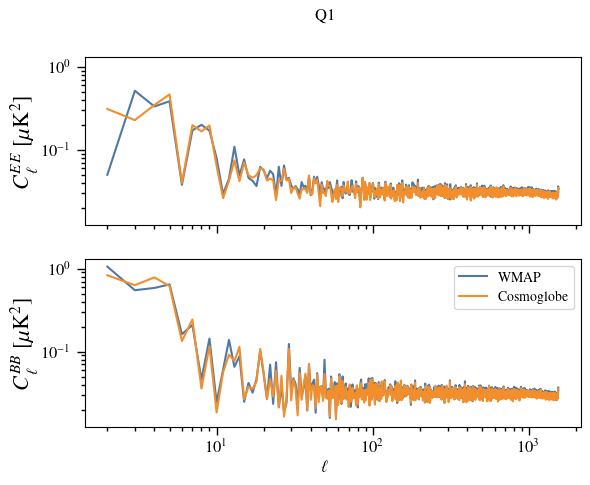 Q1
10⁰
10⁻¹
C_ℓ^{EE} [μK²]
WMAP
Cosmoglobe
10⁰
10⁻¹
C_ℓ^{BB} [μK²]
10¹ 10² 10³
ℓ